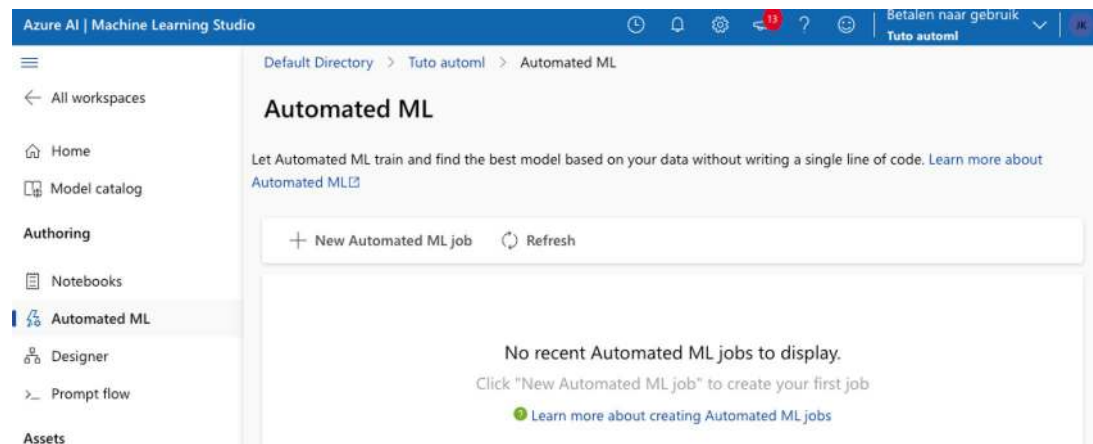 Azure AI | Machine Learning Studio
13
?
Betalen naar gebruik
Tuto automl
JK
All workspaces
Home
Model catalog
Authoring
Notebooks
Automated ML
Designer
Prompt flow
Assets
Default Directory > Tuto automl > Automated ML
Automated ML
Let Automated ML train and find the best model based on your data without writing a single line of code. Learn more about
Automated ML
New Automated ML job
Refresh
No recent Automated ML jobs to display.
Click "New Automated ML job" to create your first job
Learn more about creating Automated ML jobs